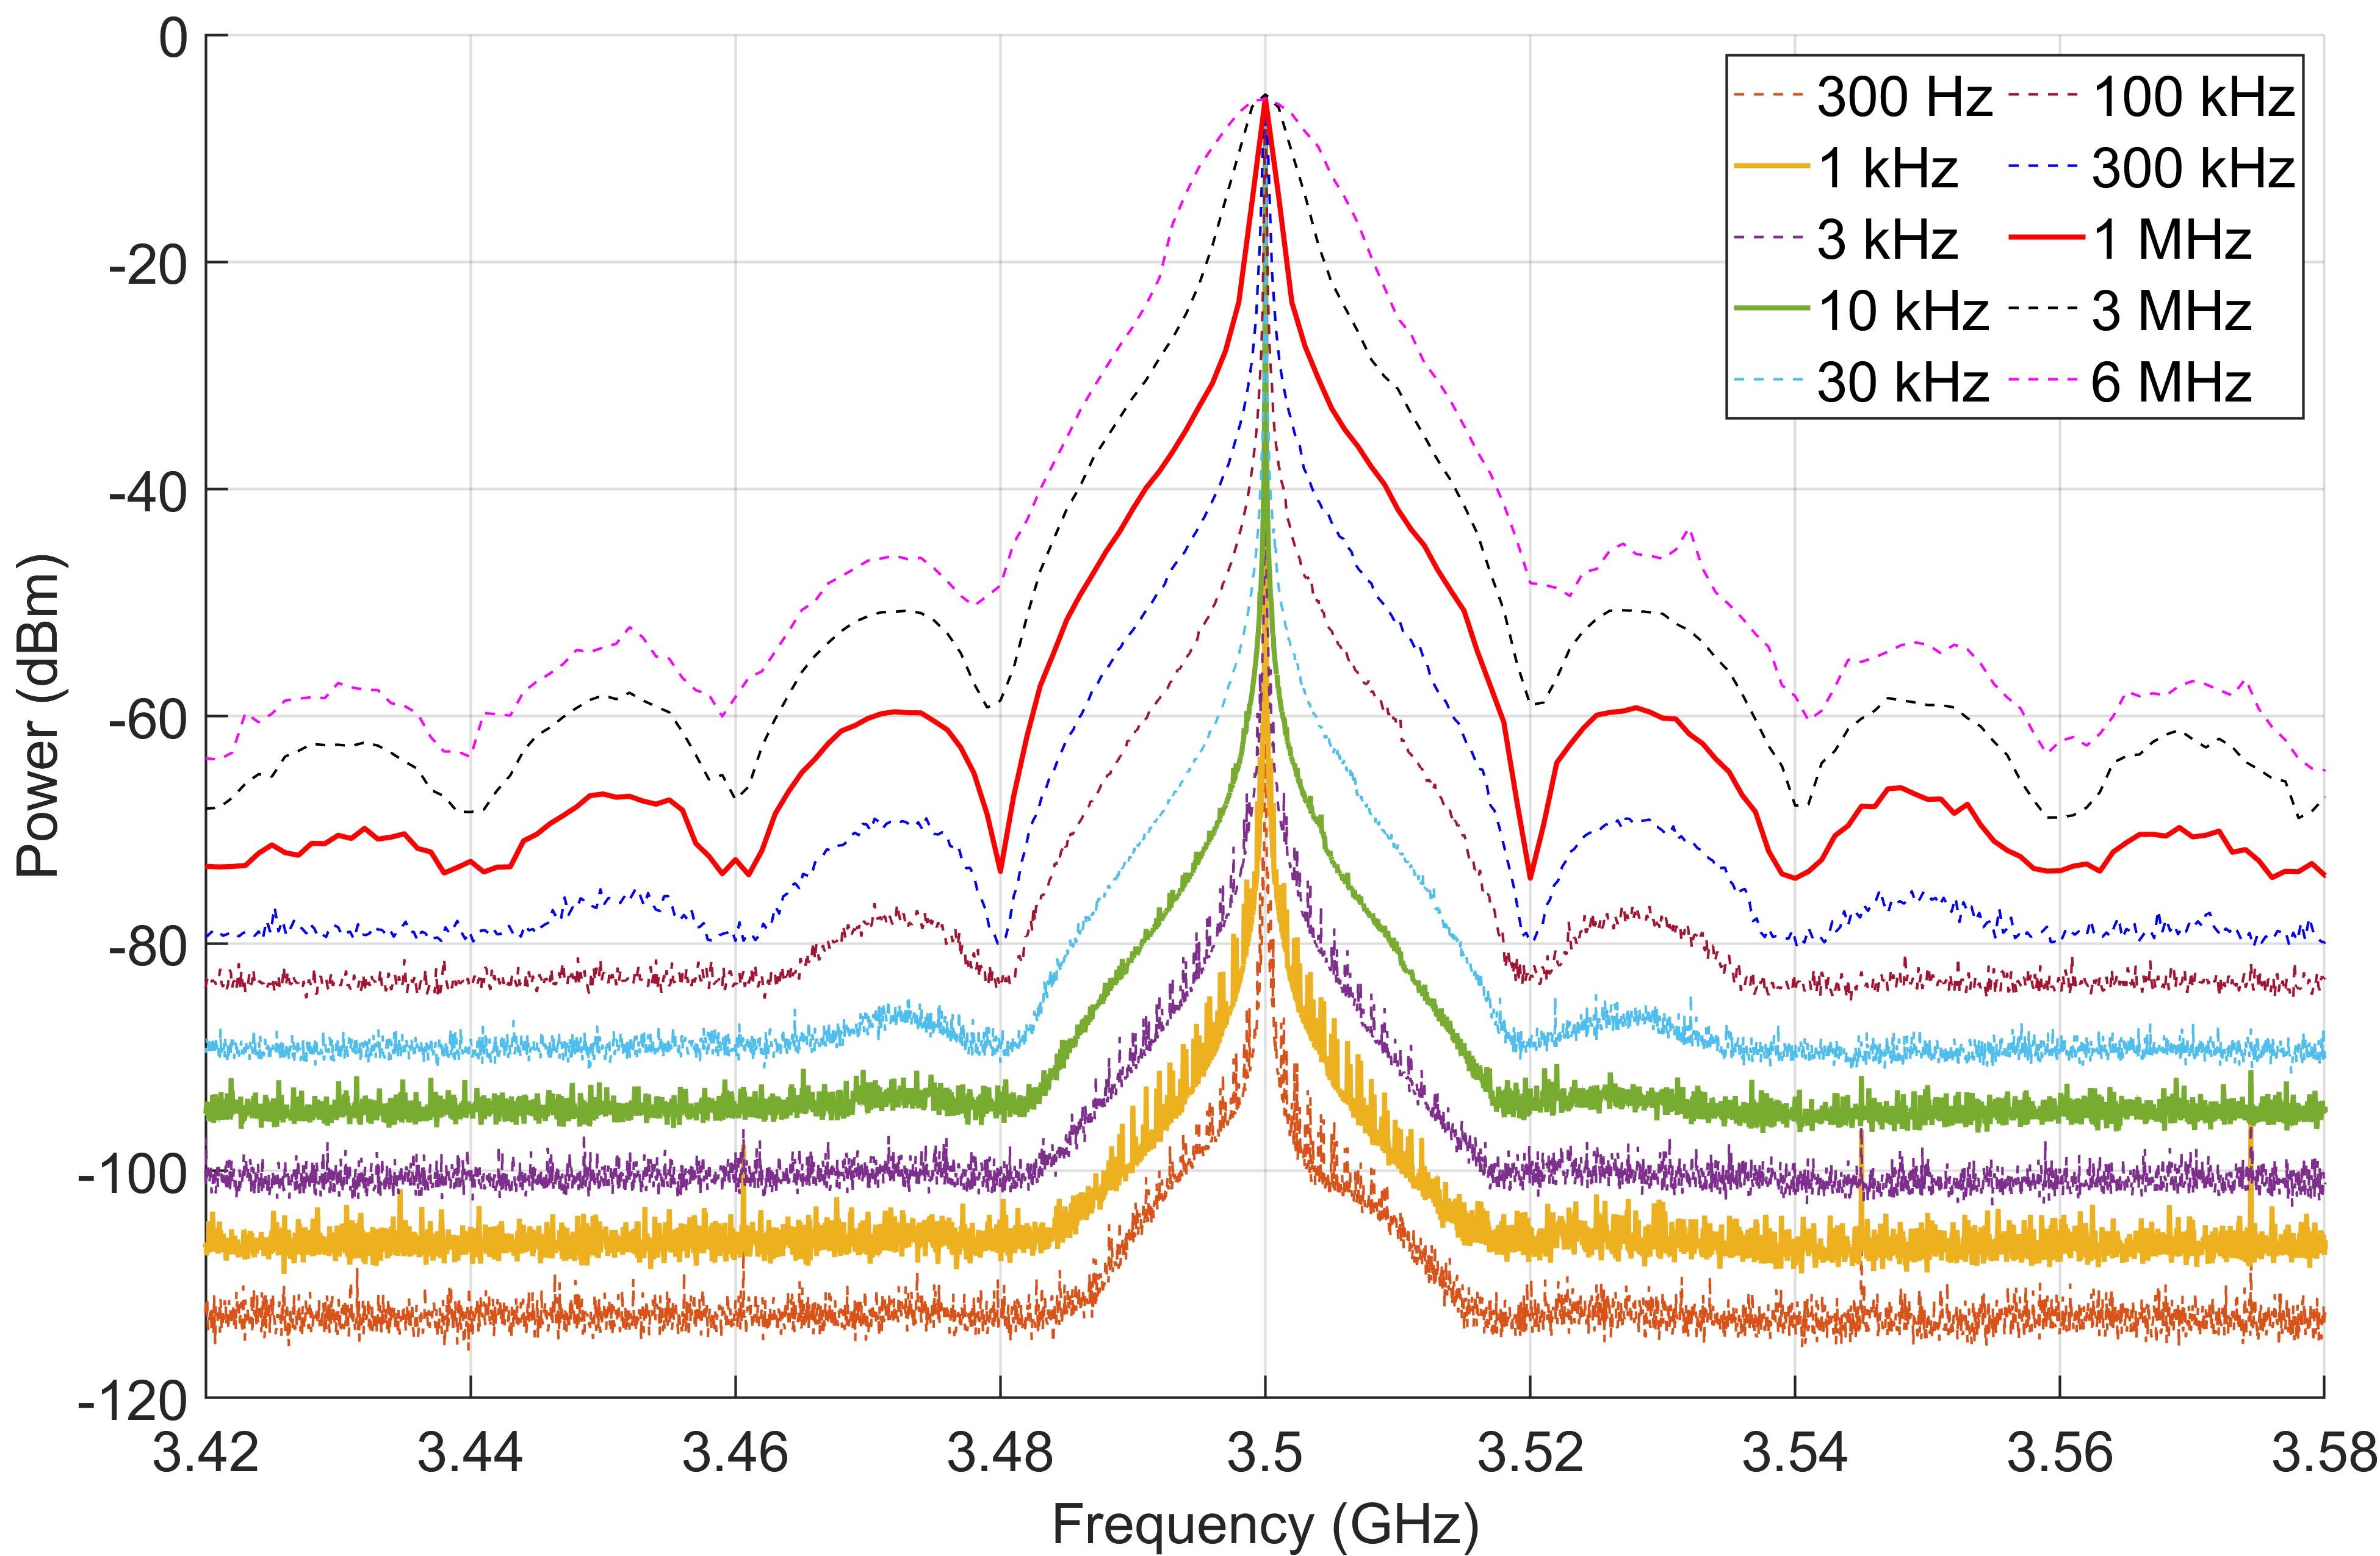 0
-20
-40
-60
-80
-100
-120
Power (dBm)
300 Hz 100 kHz
1 kHz 300 kHz
3 kHz 1 MHz
10 kHz 3 MHz
30 kHz 6 MHz
3.42 3.44 3.46 3.48 3.5 3.52 3.54 3.56 3.58
Frequency (GHz)